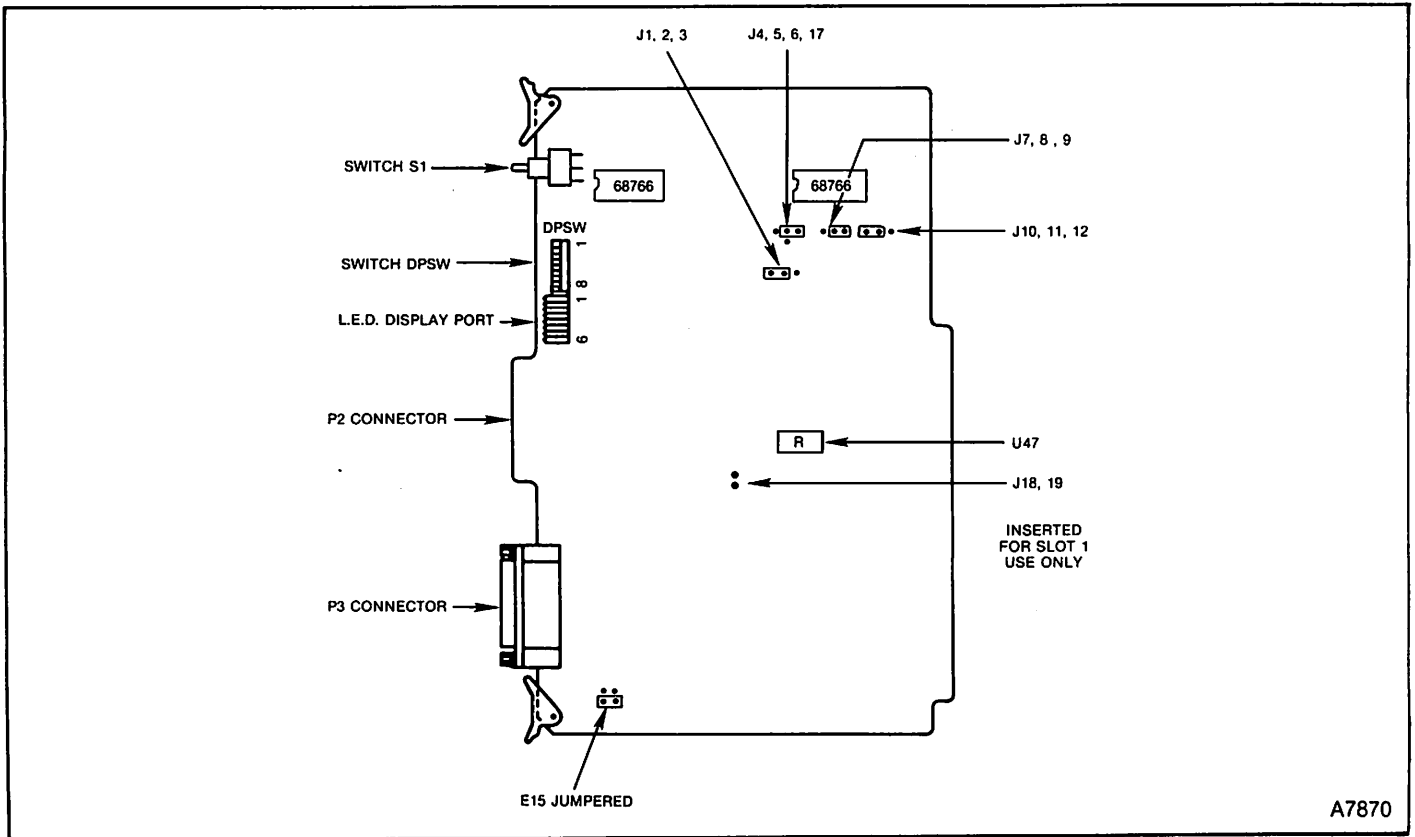 J1, 2, 3
J4, 5, 6, 17
J7, 8 , 9
SWITCH S1
68766
68766
DPSW
1
J10, 11, 12
SWITCH DPSW
8
1
L.E.D. DISPLAY PORT
6
P2 CONNECTOR
R
U47
J18, 19
INSERTED
FOR SLOT 1
USE ONLY
P3 CONNECTOR
E15 JUMPERED
A7870